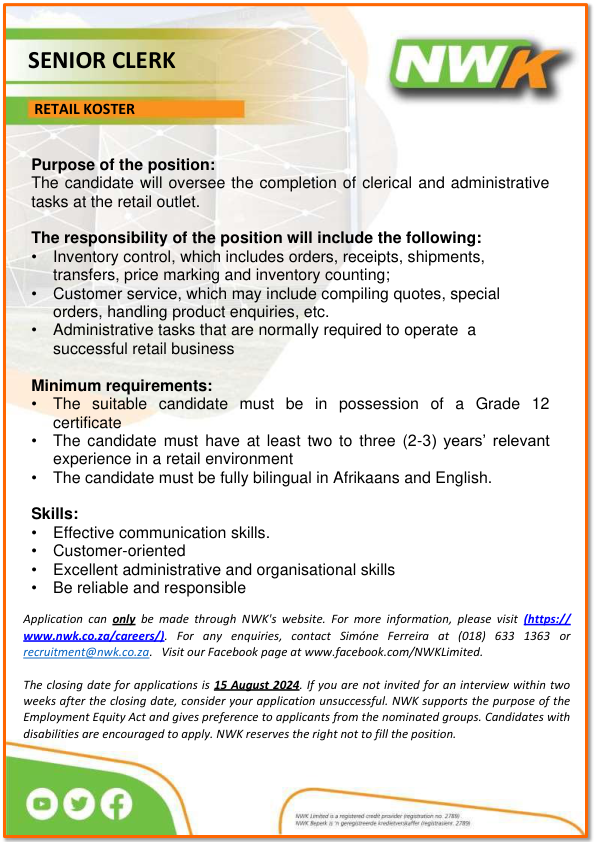 SENIOR CLERK
NWK
RETAIL KOSTER
Purpose of the position:
The candidate will oversee the completion of clerical and administrative
tasks at the retail outlet.
The responsibility of the position will include the following:
• Inventory control, which includes orders, receipts, shipments,
transfers, price marking and inventory counting;
• Customer service, which may include compiling quotes, special
orders, handling product enquiries, etc.
• Administrative tasks that are normally required to operate a
successful retail business
Minimum requirements:
• The suitable candidate must be in possession of a Grade 12
certificate
• The candidate must have at least two to three (2-3) years’ relevant
experience in a retail environment
• The candidate must be fully bilingual in Afrikaans and English.
Skills:
• Effective communication skills.
• Customer-oriented
• Excellent administrative and organisational skills
• Be reliable and responsible
Application can only be made through NWK's website. For more information, please visit (https://
www.nwk.co.za/careers/). For any enquiries, contact Simóne Ferreira at (018) 633 1363 or
recruitment@nwk.co.za. Visit our Facebook page at www.facebook.com/NWKLimited.
The closing date for applications is 15 August 2024. If you are not invited for an interview within two
weeks after the closing date, consider your application unsuccessful. NWK supports the purpose of the
Employment Equity Act and gives preference to applicants from the nominated groups. Candidates with
disabilities are encouraged to apply. NWK reserves the right not to fill the position.
NWK Limited is a registered credit provider (registration no. 2789)
NWK Beperk is 'n geregistreerde kredietverskaffer (registrasienr. 2789)